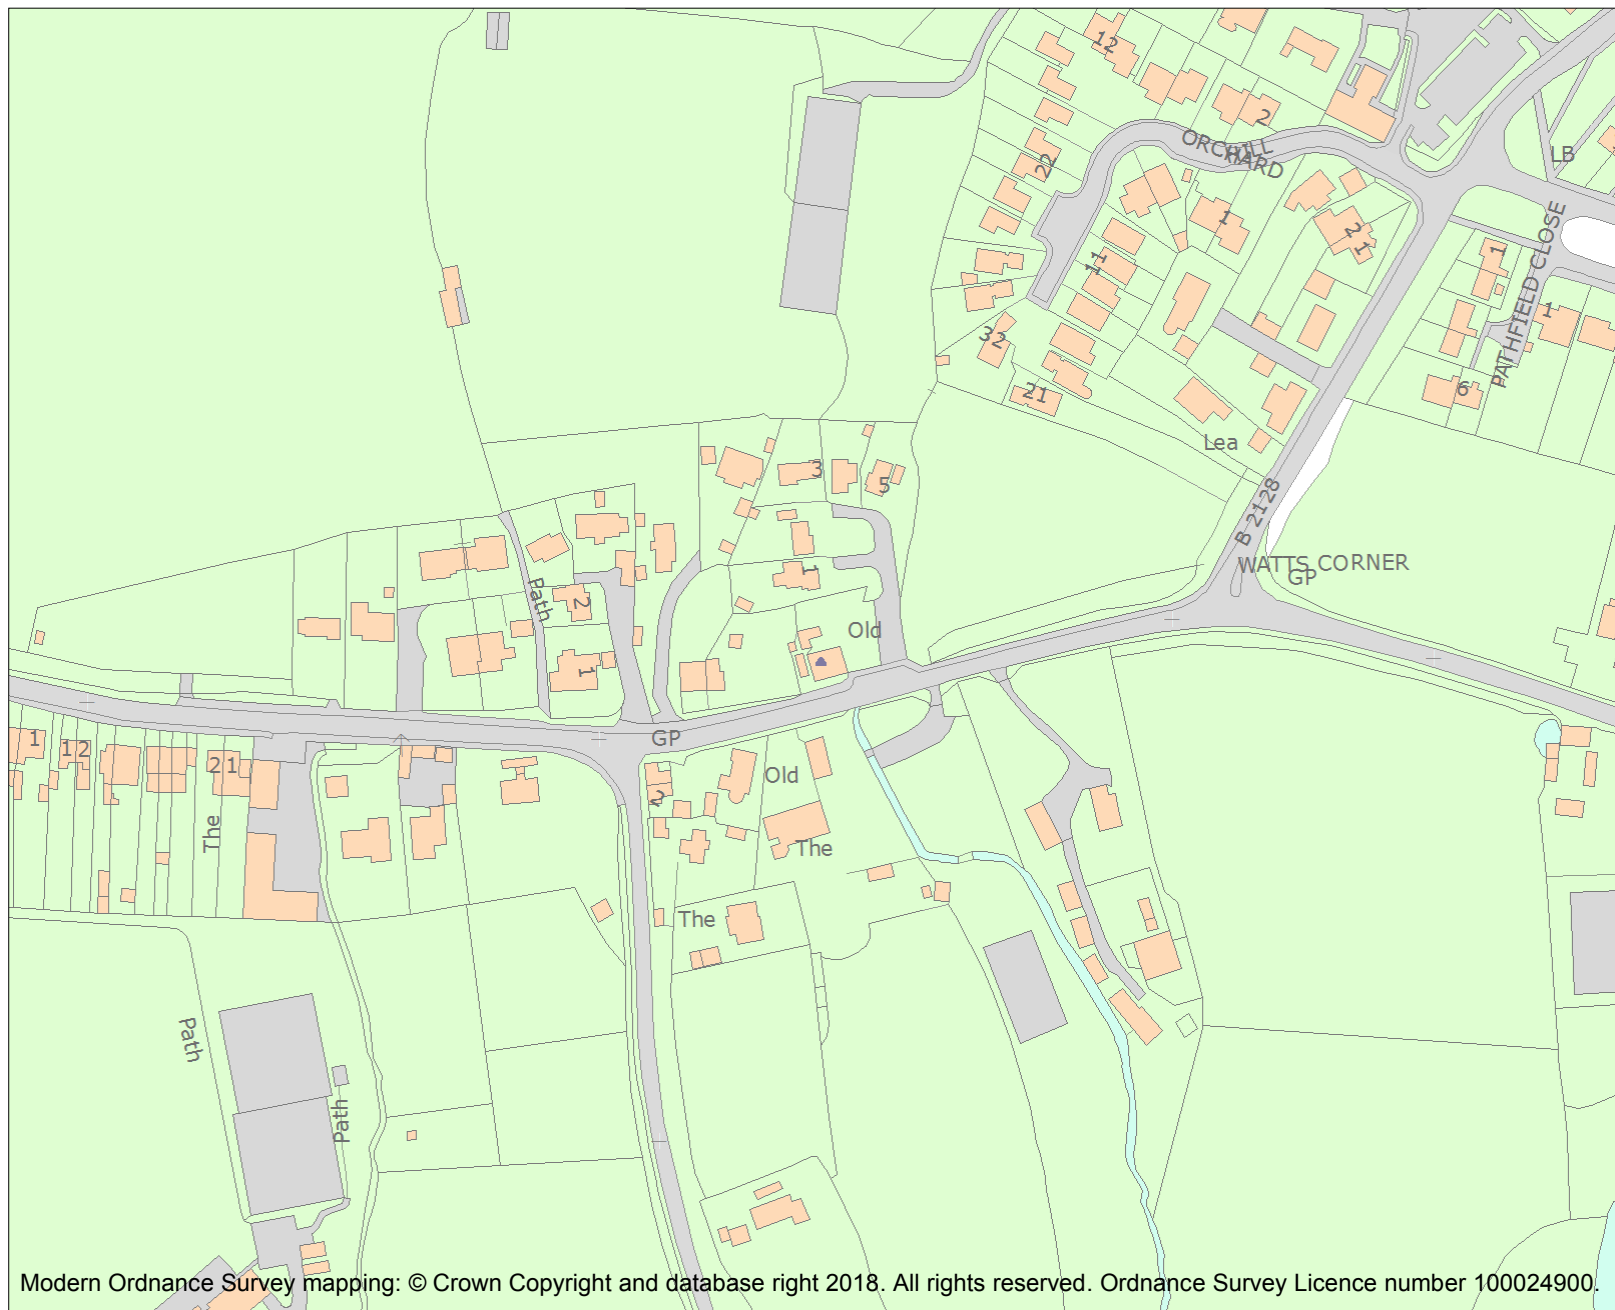 12
2
ORCHARD
HILL
LB
22
1
2
1
1
PATHFIELD CLOSE
11
1
32
6
21
Lea
3
5
B 2128
WATTS CORNER
GP
1
Path
2
Old
1
GP
1
1 2
2 1
Old
2
The
The
The
Path
Path
Modern Ordnance Survey mapping: © Crown Copyright and database right 2018. All rights reserved. Ordnance Survey Licence number 100024900.